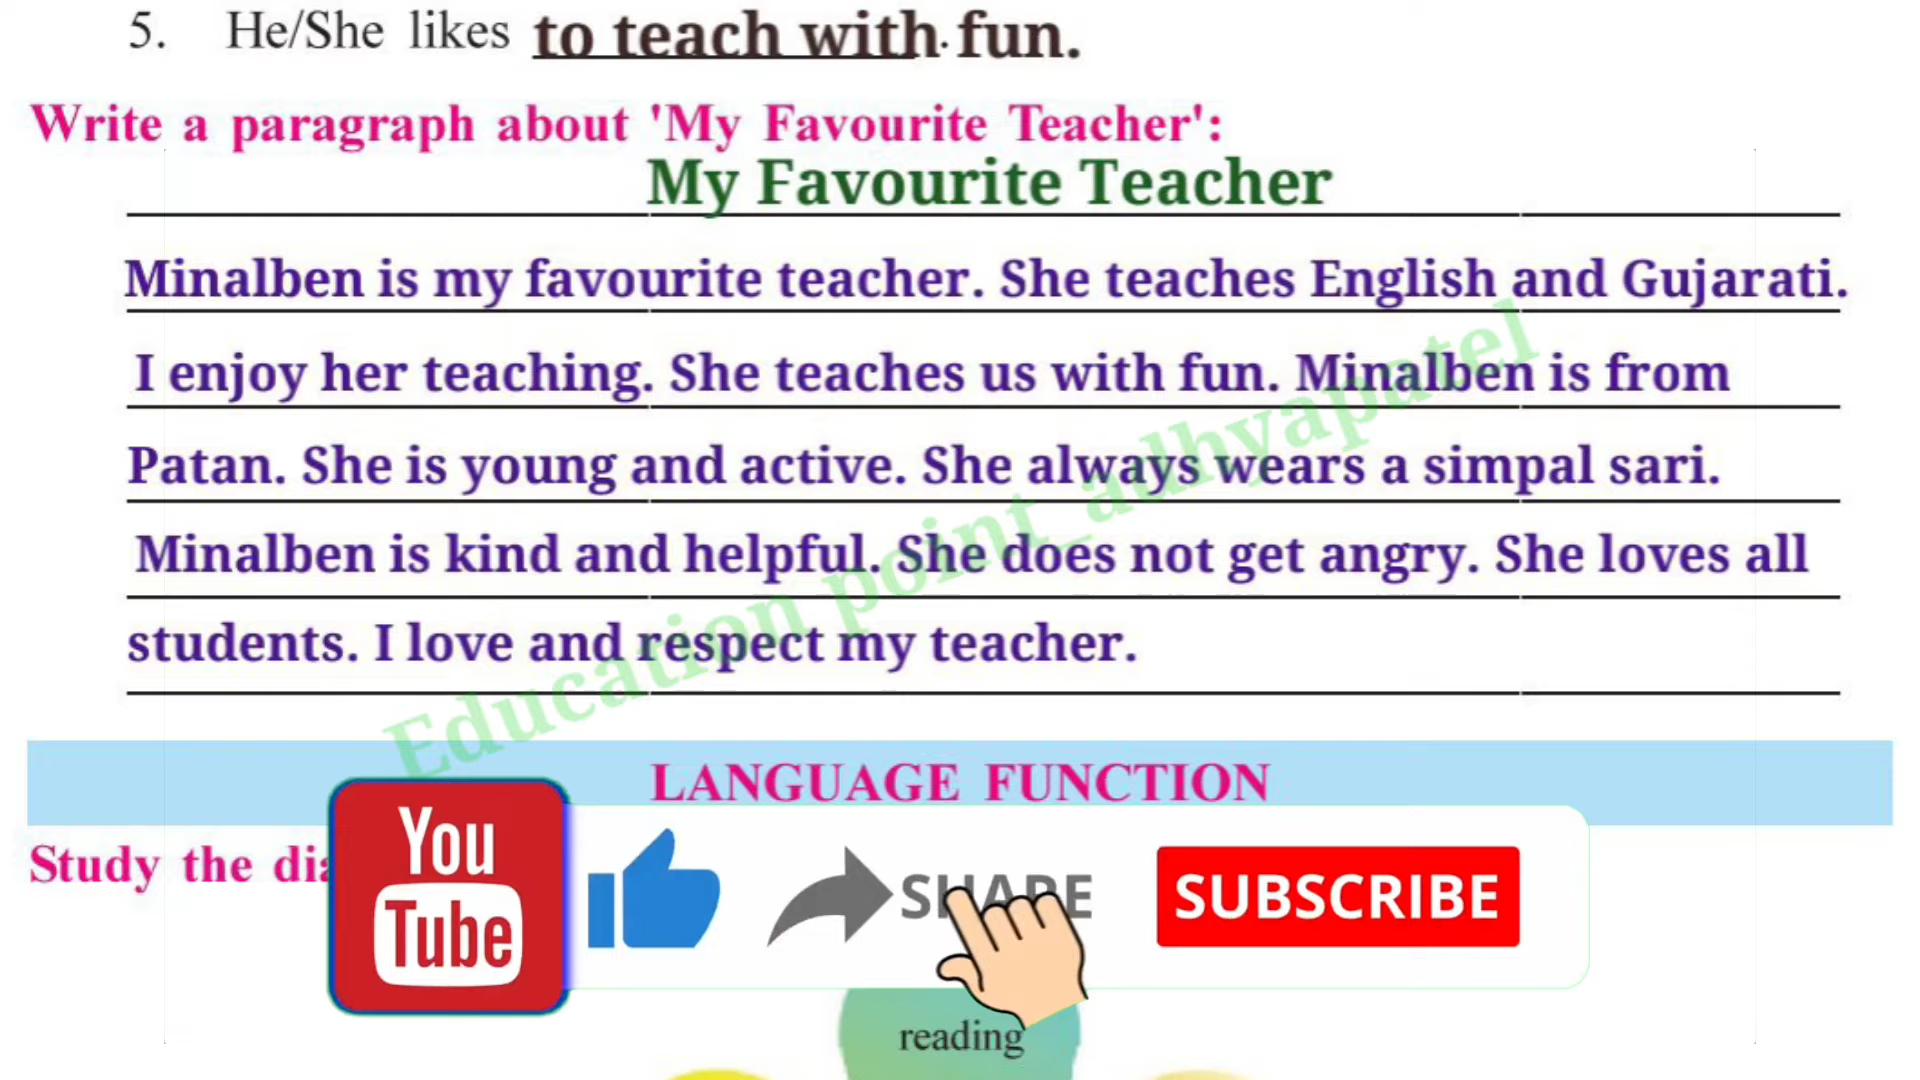 5. He/She likes to teach with fun.
Write a paragraph about 'My Favourite Teacher':
My Favourite Teacher
Minalben is my favourite teacher. She teaches English and Gujarati.
I enjoy her teaching. She teaches us with fun. Minalben is from
Patan. She is young and active. She always wears a simpal sari.
Minalben is kind and helpful. She does not get angry. She loves all
students. I love and respect my teacher.
Education point_adhyapatel
LANGUAGE FUNCTION
Study the
You
Tube
SHARE
SUBSCRIBE
reading